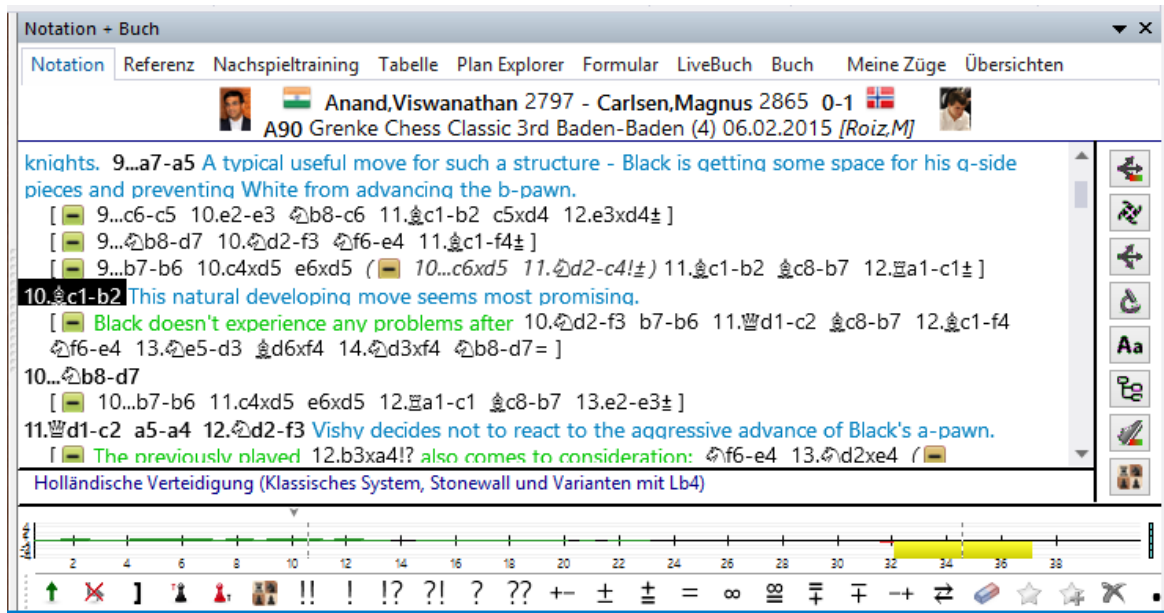 Notation + Buch
Notation Referenz Nachspieltraining Tabelle Plan Explorer Formular LiveBuch Buch Meine Züge Übersichten
Anand,Viswanathan 2797 - Carlsen,Magnus 2865 0-1
A90 Grenke Chess Classic 3rd Baden-Baden (4) 06.02.2015 [Roiz,M]
knights. 9...a7-a5 A typical useful move for such a structure - Black is getting some space for his q-side
pieces and preventing White from advancing the b-pawn.
[ 9...c6-c5 10.e2-e3 ♘b8-c6 11.♗c1-b2 c5xd4 12.e3xd4± ]
[ 9...♘b8-d7 10.♘d2-f3 ♘f6-e4 11.♗c1-f4± ]
[ 9...b7-b6 10.c4xd5 e6xd5 ( 10...c6xd5 11.♘d2-c4!± ) 11.♗c1-b2 ♗c8-b7 12.♖a1-c1± ]
10.♗c1-b2 This natural developing move seems most promising.
[ Black doesn't experience any problems after 10.♘d2-f3 b7-b6 11.♕d1-c2 ♗c8-b7 12.♗c1-f4
♘f6-e4 13.♘e5-d3 ♗d6xf4 14.♘d3xf4 ♘b8-d7= ]
10...♘b8-d7
[ 10...b7-b6 11.c4xd5 e6xd5 12.♖a1-c1 ♗c8-b7 13.e2-e3⩲ ]
11.♕d1-c2 a5-a4 12.♘d2-f3 Vishy decides not to react to the aggressive advance of Black's a-pawn.
[ The previously played 12.b3xa4!? also comes to consideration: ♘f6-e4 13.♘d2xe4 (
Aa
Holländische Verteidigung (Klassisches System, Stonewall und Varianten mit Lb4)
2 4 6 8 10 12 14 16 18 20 22 24 26 28 30 32 34 36 38
] !! ! !? ?! ? ?? +− ± ⩲ = ∞ ⩱ ∓ −+ ⇄